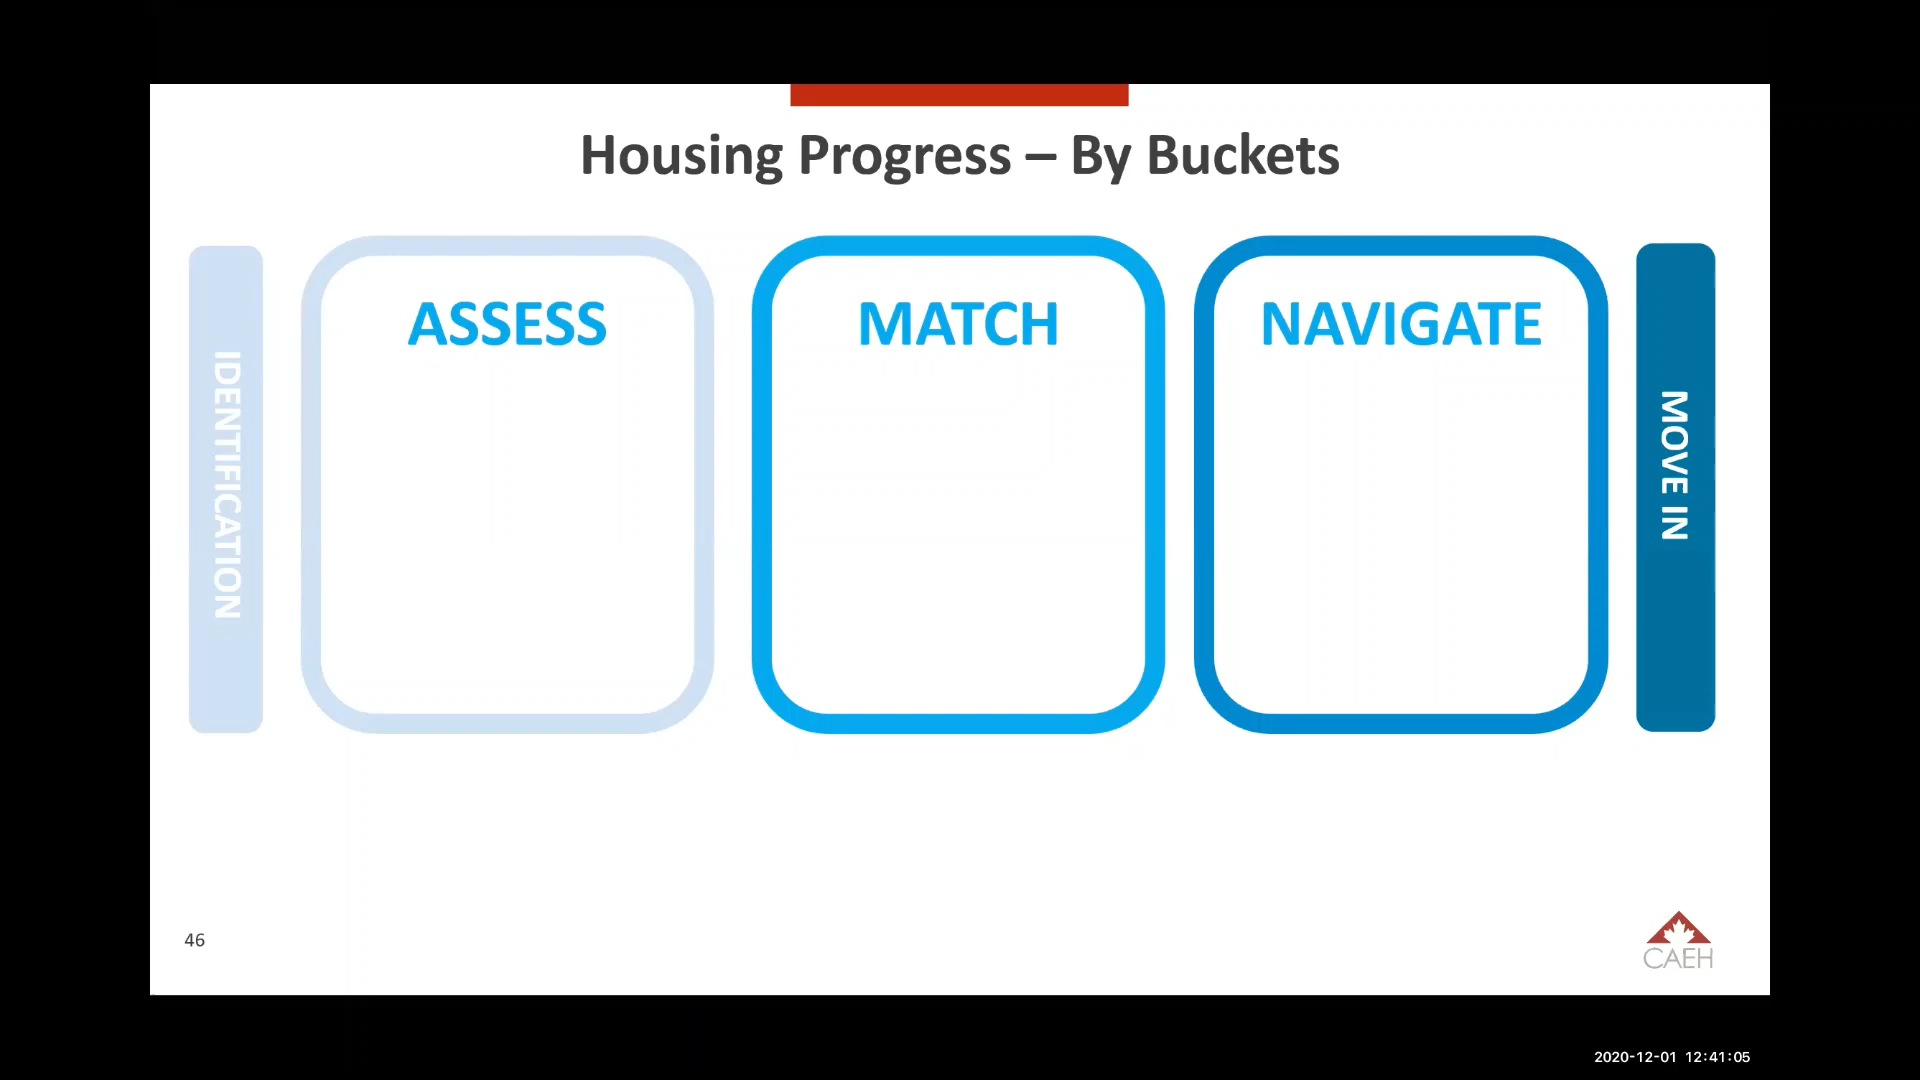 Housing Progress – By Buckets
IDENTIFICATION
ASSESS
MATCH
NAVIGATE
MOVE IN
46
CAEH
2020-12-01 12:41:05